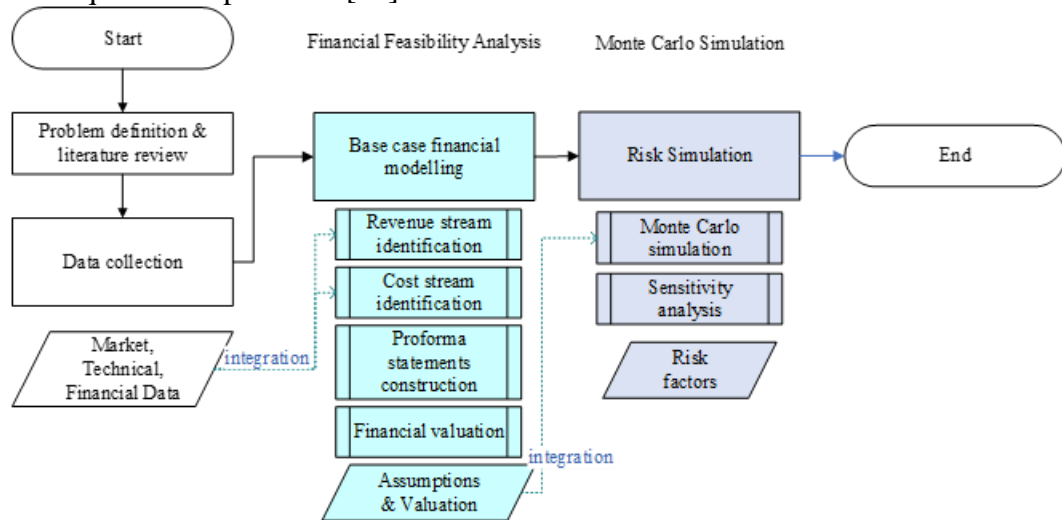 Start
Financial Feasibility Analysis
Monte Carlo Simulation
Problem definition &
literature review
Base case financial
modelling
Risk Simulation
End
Data collection
Revenue stream
identification
Monte Carlo
simulation
Cost stream
identification
Sensitivity
analysis
Market,
Technical,
Financial Data
integration
Proforma
statements
construction
Risk
factors
Financial valuation
integration
Assumptions
& Valuation